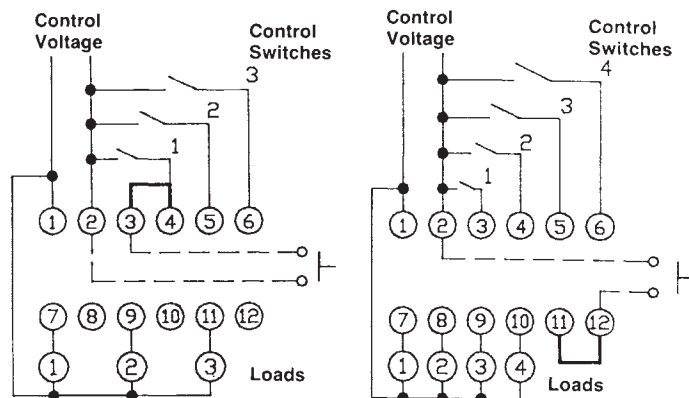 Control
Voltage
Control
Switches
3
2
1
1 2 3 4 5 6
7 8 9 10 11 12
1 2 3
Loads
Control
Voltage
Control
Switches
4
3
2
1
1 2 3 4 5 6
7 8 9 10 11 12
1 2 3 4
Loads